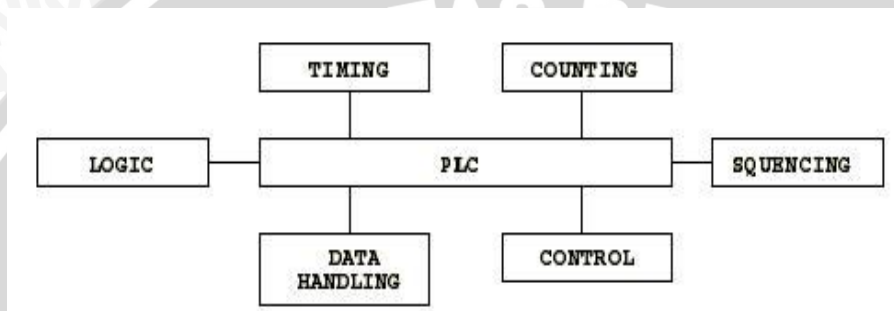 TIMING
COUNTING
LOGIC
PLC
SQUENCING
DATA
HANDLING
CONTROL